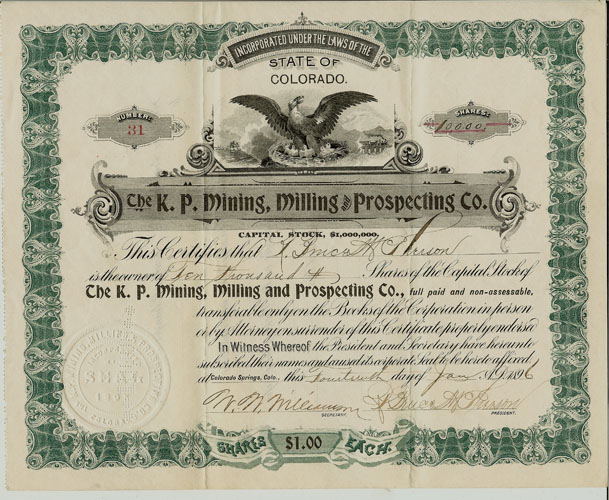 INCORPORATED UNDER THE LAWS OF THE
STATE OF
COLORADO.
NUMBER:
31
SHARES:
10000
The K. P. Mining, Milling and Prospecting Co.
CAPITAL STOCK, $1,000,000.
This Certifies that
is the owner of Ten thousand Shares of the Capital Stock of
The K. P. Mining, Milling and Prospecting Co., full paid and non-assessable,
transferable only on the Books of the Corporation in person
or by Attorney on surrender of this Certificate properly endorsed
In Witness Whereof the President and Secretary have hereunto
subscribed their names and caused its corporate Seal to be hereto affixed
at Colorado Springs, Colo., this Fourteenth day of Jan A.D. 1896
SECRETARY. PRESIDENT.
SEAL
SHARES $1.00 EACH.